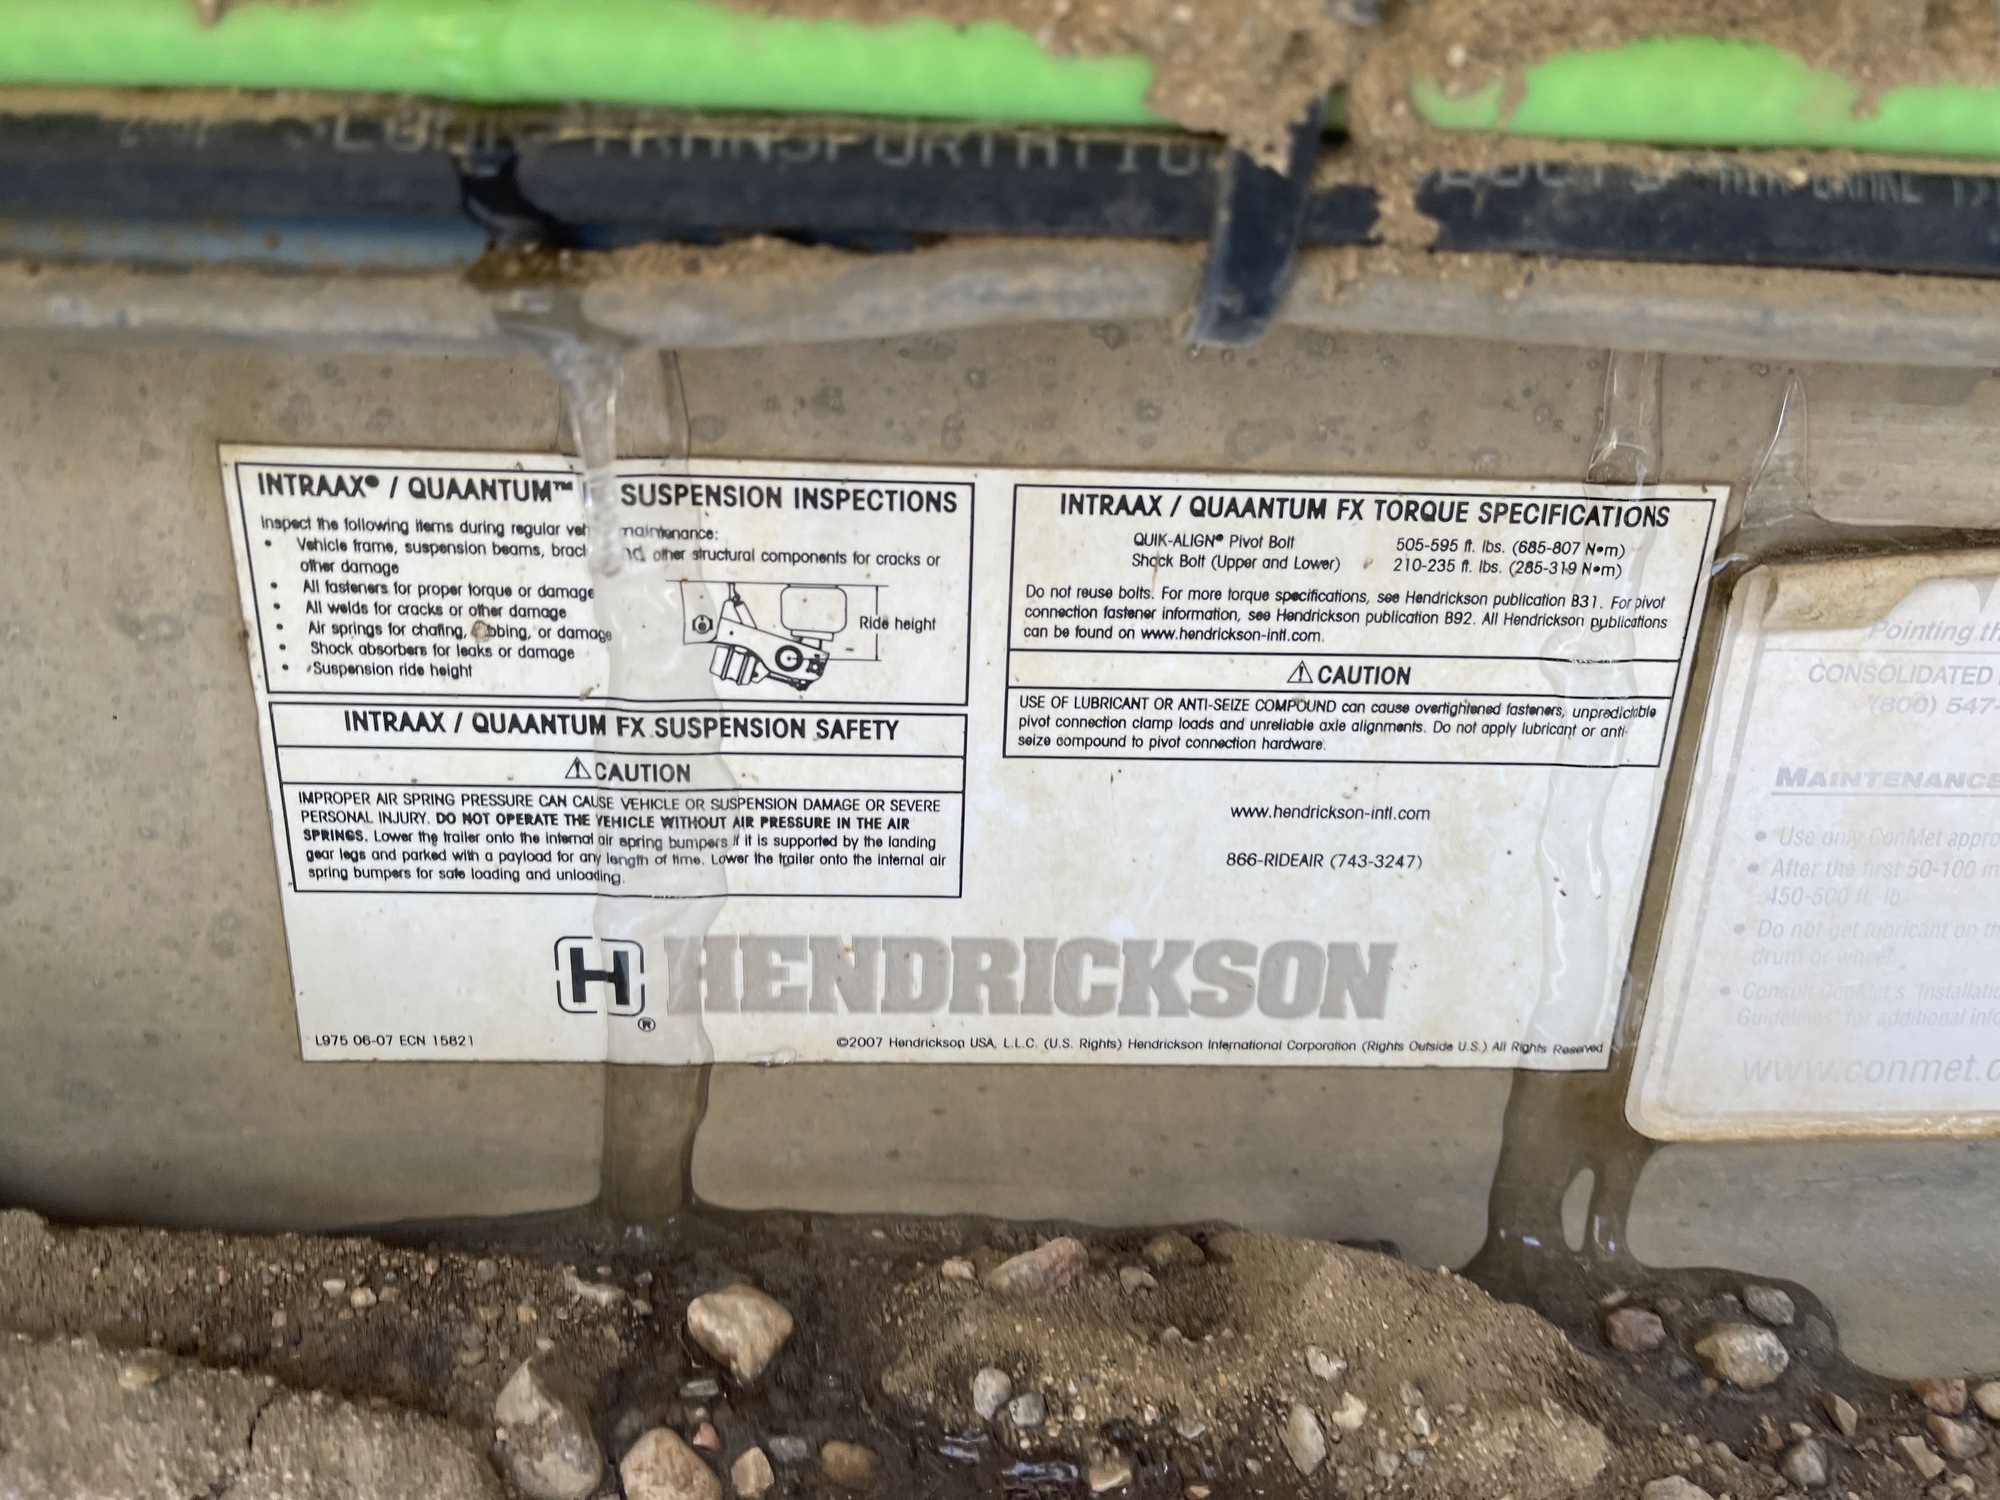 TRANSPORTATIO
AIR BRAKE
INTRAAX® / QUAANTUM™ SUSPENSION INSPECTIONS
Inspect the following items during regular maintenance:
• Vehicle frame, suspension beams, other structural components for cracks or
other damage
• All fasteners for proper torque or damage
• All welds for cracks or other damage
• Air springs for chafing, or damage
• Shock absorbers for leaks or damage
• Suspension ride height
Ride height
INTRAAX / QUAANTUM FX SUSPENSION SAFETY
⚠ CAUTION
IMPROPER AIR SPRING PRESSURE CAN CAUSE VEHICLE OR SUSPENSION DAMAGE OR SEVERE
PERSONAL INJURY. DO NOT OPERATE THE VEHICLE WITHOUT AIR PRESSURE IN THE AIR
SPRINGS. Lower the trailer onto the internal air spring bumpers if it is supported by the landing
gear legs and parked with a payload for any length of time. Lower the trailer onto the internal air
spring bumpers for safe loading and unloading.
INTRAAX / QUAANTUM FX TORQUE SPECIFICATIONS
QUIK-ALIGN® Pivot Bolt 505-595 ft. lbs. (685-807 N•m)
Shock Bolt (Upper and Lower) 210-235 ft. lbs. (285-319 N•m)
Do not reuse bolts. For more torque specifications, see Hendrickson publication B31. For pivot
connection fastener information, see Hendrickson publication B92. All Hendrickson publications
can be found on www.hendrickson-intl.com.
⚠ CAUTION
USE OF LUBRICANT OR ANTI-SEIZE COMPOUND can cause overtightened fasteners, unpredictable
pivot connection clamp loads and unreliable axle alignments. Do not apply lubricant or anti-
seize compound to pivot connection hardware.
www.hendrickson-intl.com
866-RIDEAIR (743-3247)
H® HENDRICKSON
L975 06-07 ECN 15821
©2007 Hendrickson USA, L.L.C. (U.S. Rights) Hendrickson International Corporation (Rights Outside U.S.) All Rights Reserved
Pointing th
CONSOLIDATED
(800) 547-
MAINTENANCE
• Use only ConMet appro
• After the first 50-100 m
450-500 ft.-lb.
• Do not get lubricant on th
drum or wheel.
• Consult ConMet's "Installatio
Guidelines" for additional info
www.conmet.c